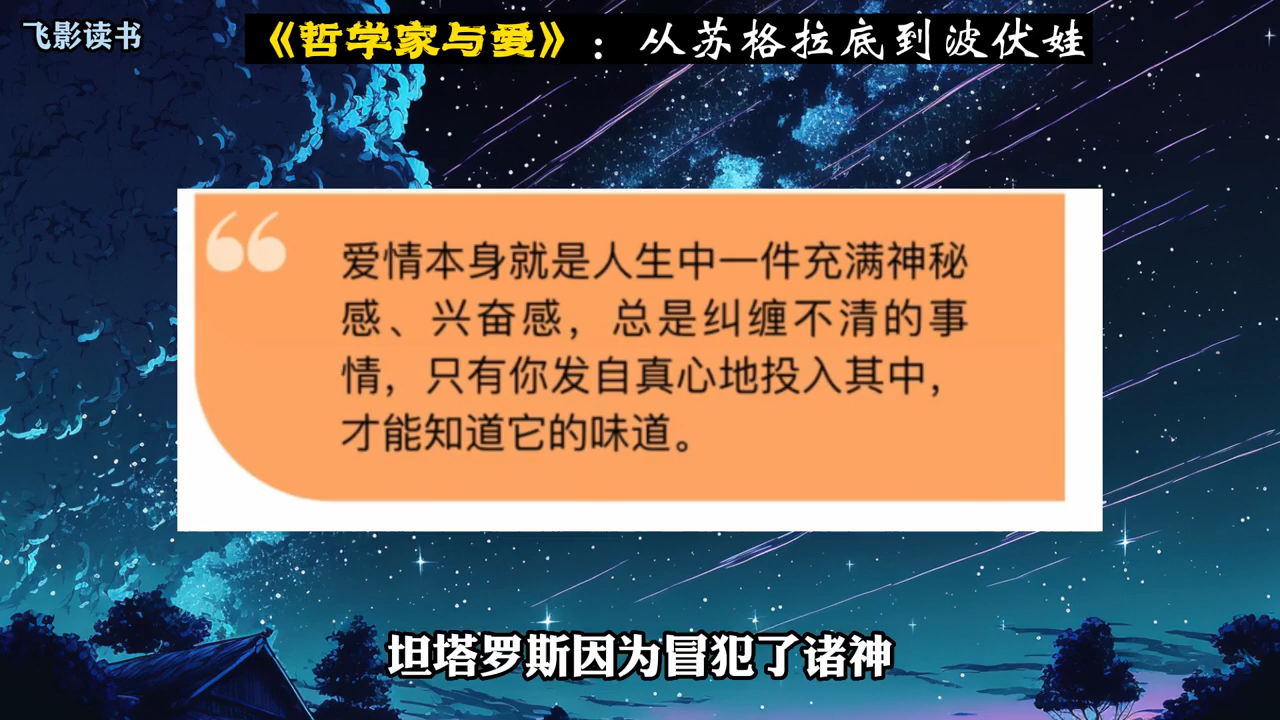 飞影读书
《哲学家与爱》：从苏格拉底到波伏娃
“
爱情本身就是人生中一件充满神秘
感、兴奋感，总是纠缠不清的事
情，只有你发自真心地投入其中，
才能知道它的味道。
坦塔罗斯因为冒犯了诸神